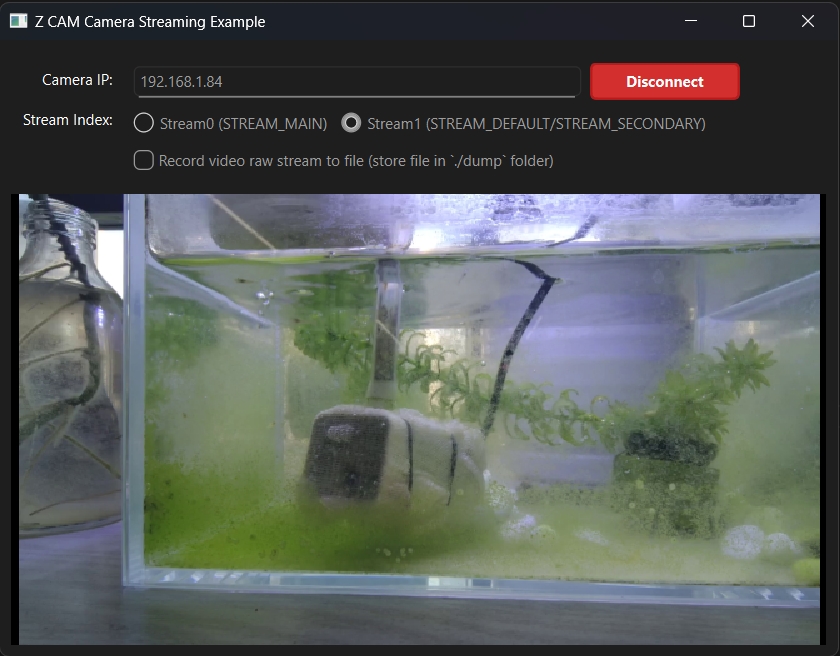 Z CAM Camera Streaming Example
Camera IP: 192.168.1.84 Disconnect
Stream Index: Stream0 (STREAM_MAIN) Stream1 (STREAM_DEFAULT/STREAM_SECONDARY)
Record video raw stream to file (store file in `./dump` folder)